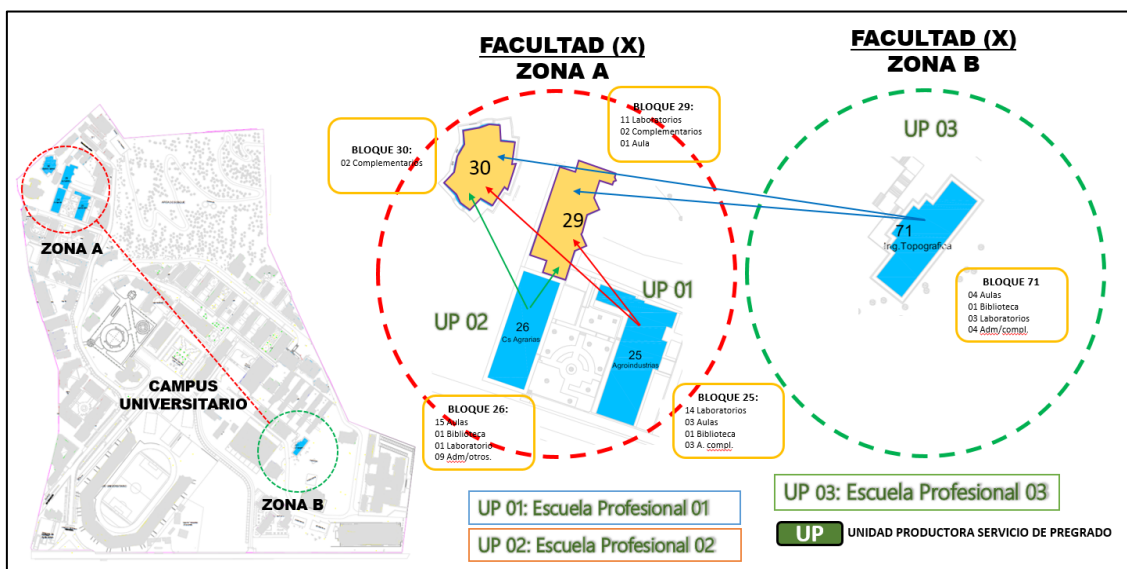 FACULTAD (X)
ZONA A
FACULTAD (X)
ZONA B
BLOQUE 29:
11 Laboratorios
02 Complementarios
01 Aula
BLOQUE 30:
02 Complementarios
UP 03
30
29
71
Ing. Topografica
ZONA A
UP 01
UP 02
26
Cs Agrarias
25
Agroindustrias
BLOQUE 71
04 Aulas
01 Biblioteca
03 Laboratorios
04 Adm/compl.
CAMPUS
UNIVERSITARIO
BLOQUE 26:
15 Aulas
01 Biblioteca
01 Laboratorio
09 Adm/otros.
BLOQUE 25:
14 Laboratorios
03 Aulas
01 Biblioteca
03 A. compl.
ZONA B
UP 01: Escuela Profesional 01
UP 02: Escuela Profesional 02
UP 03: Escuela Profesional 03
UP UNIDAD PRODUCTORA SERVICIO DE PREGRADO